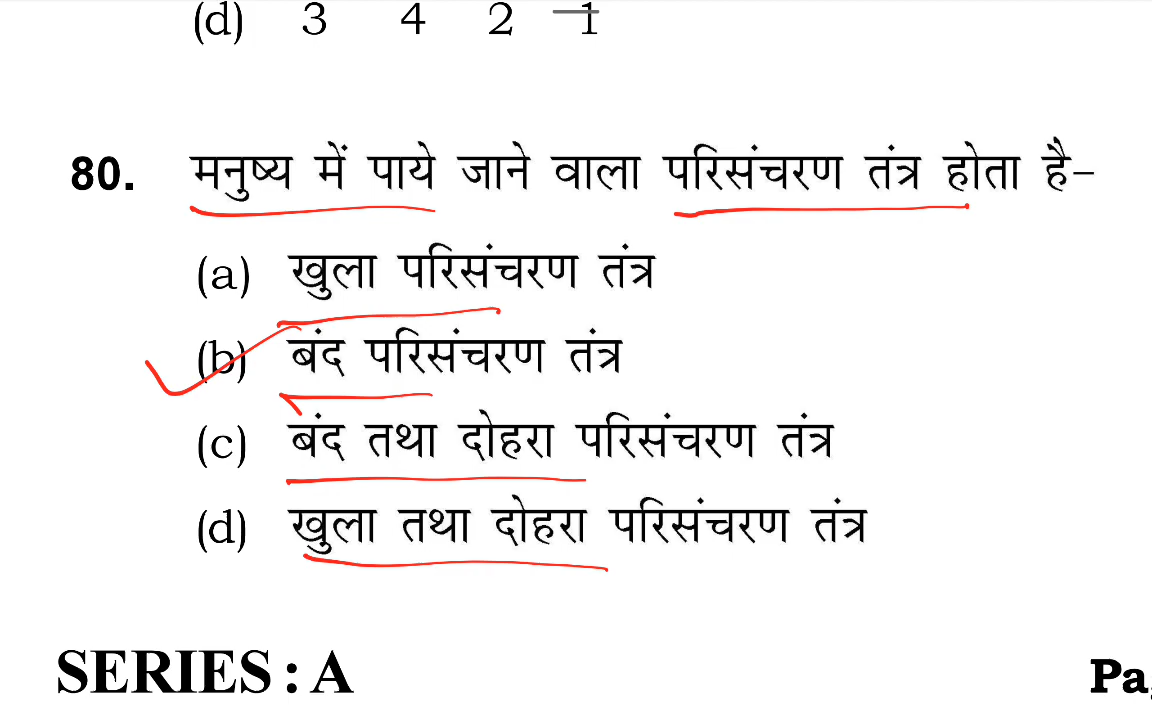 (d) 3 4 2 1
80. मनुष्य में पाये जाने वाला परिसंचरण तंत्र होता है-
(a) खुला परिसंचरण तंत्र
(b) बंद परिसंचरण तंत्र
(c) बंद तथा दोहरा परिसंचरण तंत्र
(d) खुला तथा दोहरा परिसंचरण तंत्र
SERIES : A